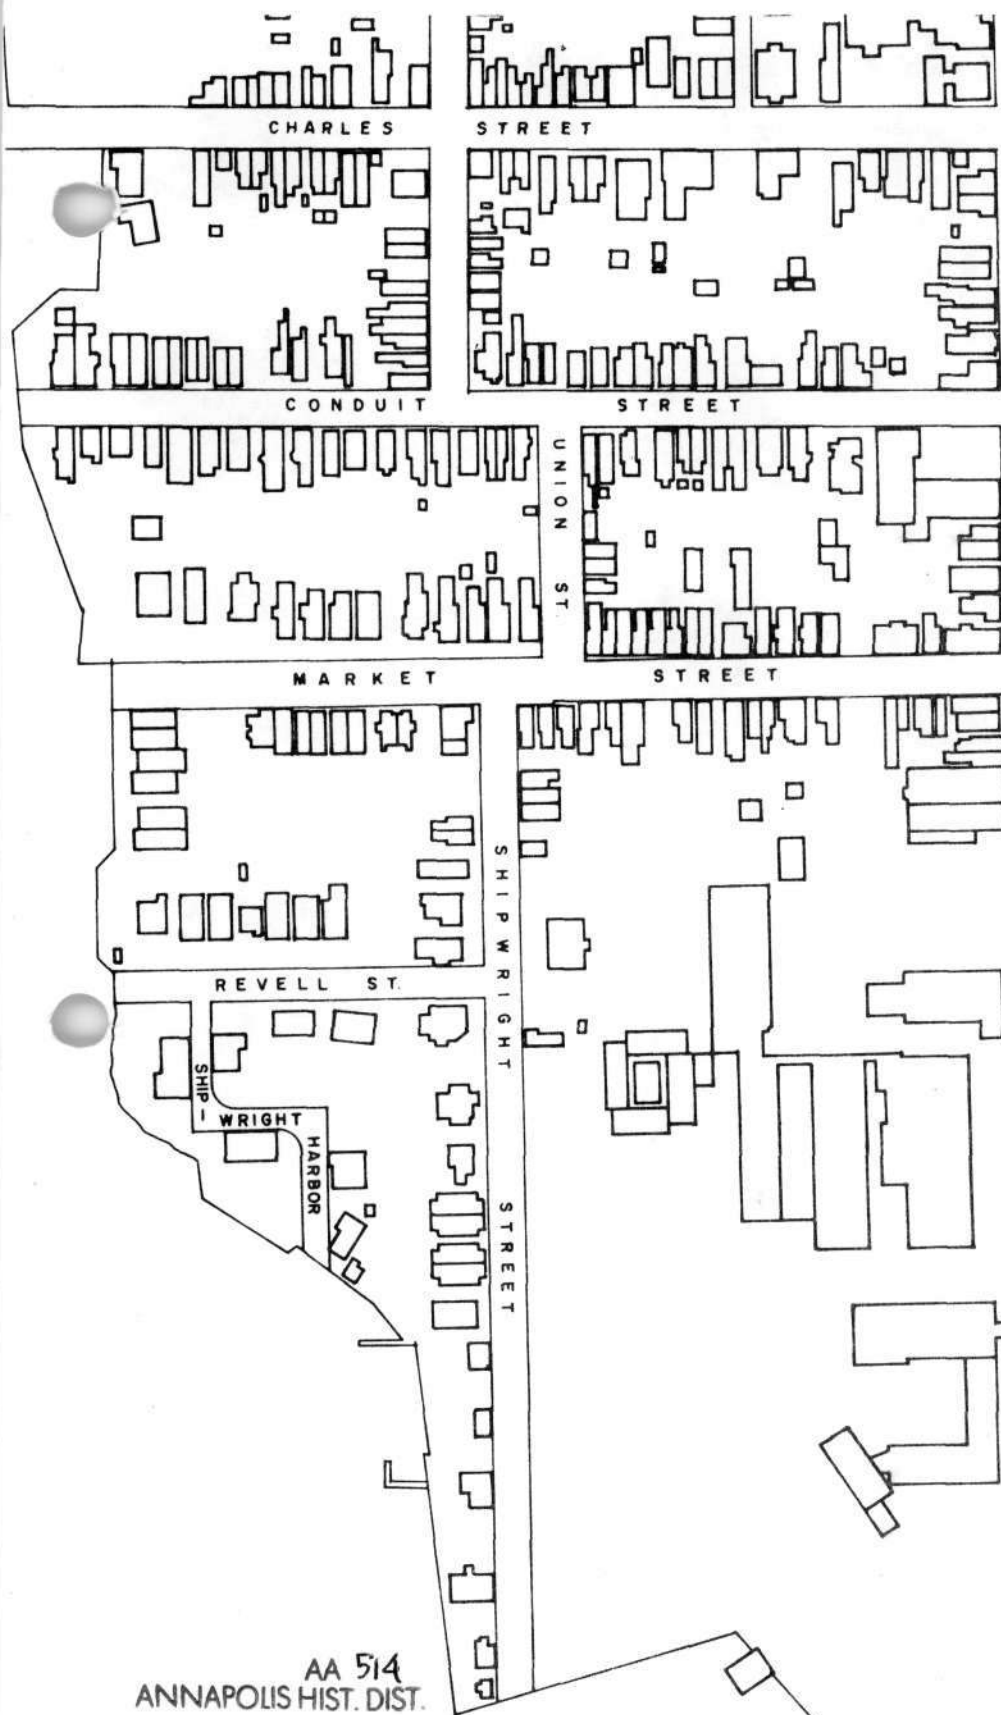 CHARLES STREET
CONDUIT STREET
UNION ST.
MARKET STREET
SHIPWRIGHT STREET
REVELL ST.
SHIP-
WRIGHT
HARBOR
AA 514
ANNAPOLIS HIST. DIST.